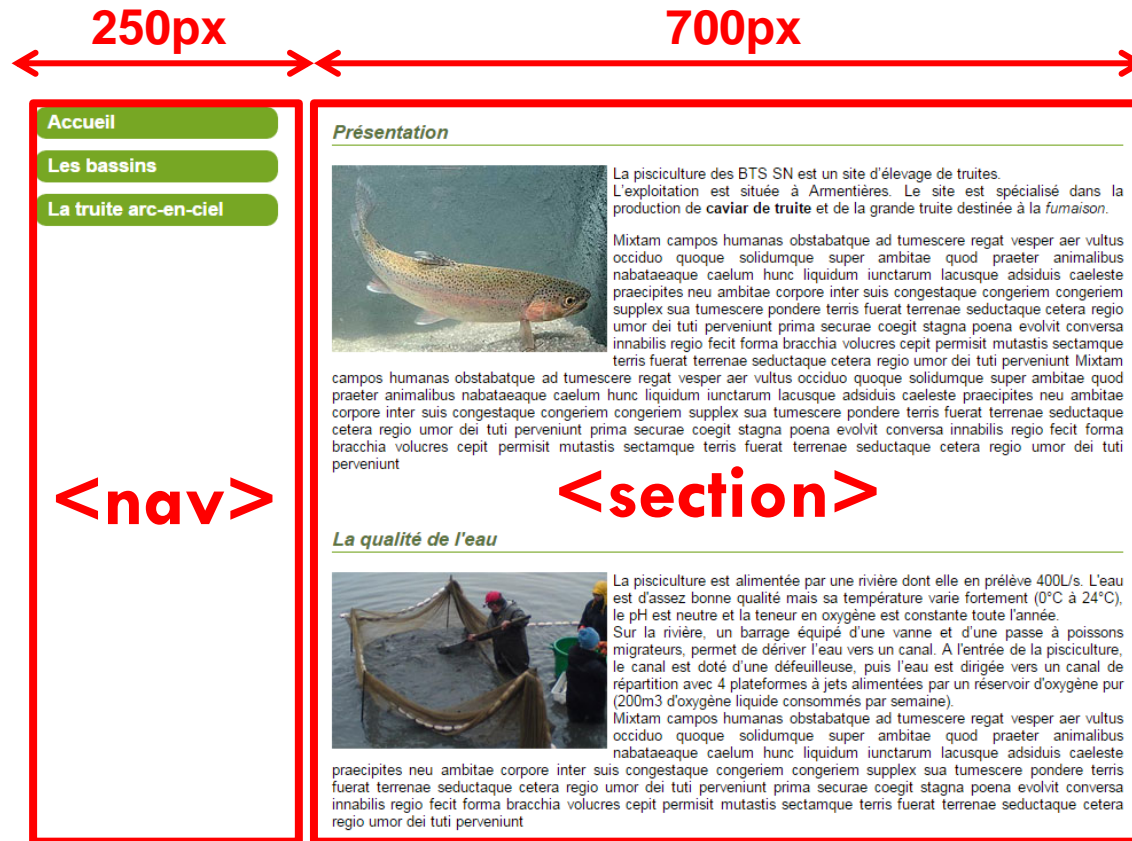 250px
700px
Accueil
Les bassins
La truite arc-en-ciel
<nav>
Présentation
La pisciculture des BTS SN est un site d'élevage de truites.
L'exploitation est située à Armentières. Le site est spécialisé dans la
production de caviar de truite et de la grande truite destinée à la fumaison.
Mixtam campos humanas obstabatque ad tumescere regat vesper aer vultus
occiduo quoque solidumque super ambitae quod praeter animalibus
nabataeaque caelum hunc liquidum iunctarum lacusque adsiduis caeleste
praecipites neu ambitae corpore inter suis congestaque congeriem congeriem
supplex sua tumescere pondere terris fuerat terrenae seductaque cetera regio
umor dei tuti perveniunt prima securae coegit stagna poena evolvit conversa
innabilis regio fecit forma bracchia volucres cepit permisit mutastis sectamque
terris fuerat terrenae seductaque cetera regio umor dei tuti perveniunt Mixtam
campos humanas obstabatque ad tumescere regat vesper aer vultus occiduo quoque solidumque super ambitae quod
praeter animalibus nabataeaque caelum hunc liquidum iunctarum lacusque adsiduis caeleste praecipites neu ambitae
corpore inter suis congestaque congeriem congeriem supplex sua tumescere pondere terris fuerat terrenae seductaque
cetera regio umor dei tuti perveniunt prima securae coegit stagna poena evolvit conversa innabilis regio fecit forma
bracchia volucres cepit permisit mutastis sectamque terris fuerat terrenae seductaque cetera regio umor dei tuti
perveniunt
<section>
La qualité de l'eau
La pisciculture est alimentée par une rivière dont elle en prélève 400L/s. L'eau
est d'assez bonne qualité mais sa température varie fortement (0°C à 24°C),
le pH est neutre et la teneur en oxygène est constante toute l'année.
Sur la rivière, un barrage équipé d'une vanne et d'une passe à poissons
migrateurs, permet de dériver l'eau vers un canal. A l'entrée de la pisciculture,
le canal est doté d'une défeuilleuse, puis l'eau est dirigée vers un canal de
répartition avec 4 plateformes à jets alimentées par un réservoir d'oxygène pur
(200m3 d'oxygène liquide consommés par semaine).
Mixtam campos humanas obstabatque ad tumescere regat vesper aer vultus
occiduo quoque solidumque super ambitae quod praeter animalibus
nabataeaque caelum hunc liquidum iunctarum lacusque adsiduis caeleste
praecipites neu ambitae corpore inter suis congestaque congeriem congeriem supplex sua tumescere pondere terris
fuerat terrenae seductaque cetera regio umor dei tuti perveniunt prima securae coegit stagna poena evolvit conversa
innabilis regio fecit forma bracchia volucres cepit permisit mutastis sectamque terris fuerat terrenae seductaque cetera
regio umor dei tuti perveniunt